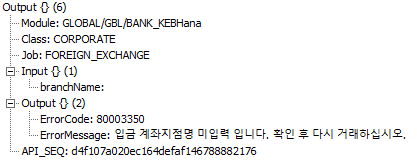 Output {} (6)
Module: GLOBAL/GBL/BANK_KEBHana
Class: CORPORATE
Job: FOREIGN_EXCHANGE
Input {} (1)
branchName:
Output {} (2)
ErrorCode: 80003350
ErrorMessage: 입금 계좌지점명 미입력 입니다. 확인 후 다시 거래하십시오.
API_SEQ: d4f107a020ec164defaf146788882176